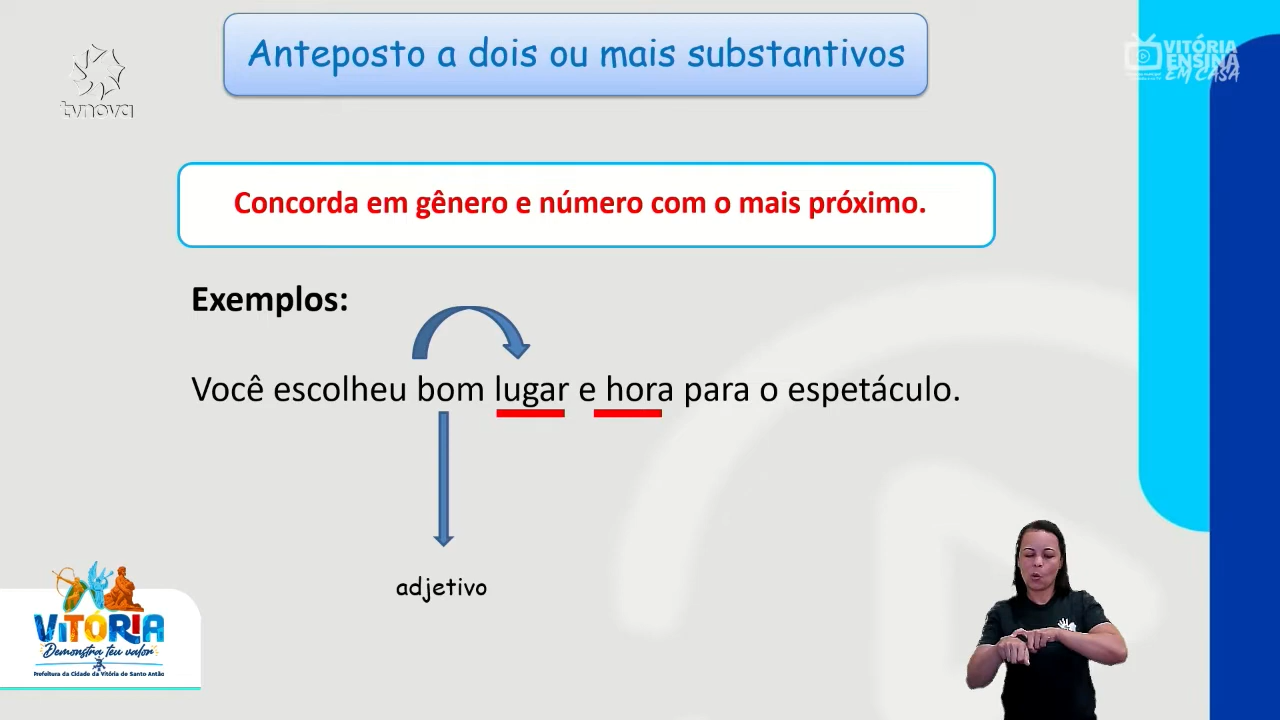 Anteposto a dois ou mais substantivos
tvnova
VITÓRIA
ENSINA
EM CASA
Concorda em gênero e número com o mais próximo.
Exemplos:
Você escolheu bom lugar e hora para o espetáculo.
adjetivo
VITÓRIA
Demonstra teu valor
Prefeitura da Cidade da Vitória de Santo Antão